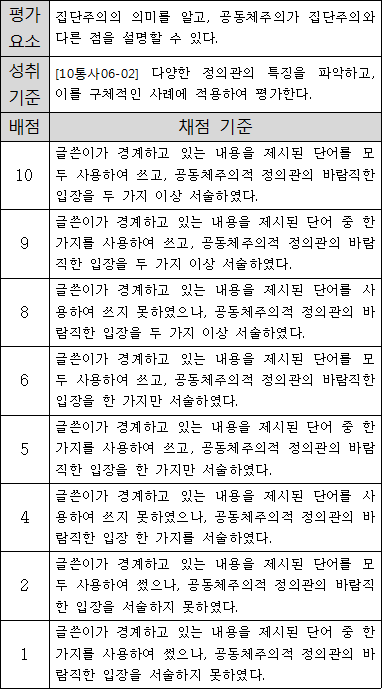 평가
요소
집단주의의 의미를 알고, 공동체주의가 집단주의와
다른 점을 설명할 수 있다.
성취
기준
[10통사06-02] 다양한 정의관의 특징을 파악하고,
이를 구체적인 사례에 적용하여 평가한다.
배점
채점 기준
10
글쓴이가 경계하고 있는 내용을 제시된 단어를 모
두 사용하여 쓰고, 공동체주의적 정의관의 바람직한
입장을 두 가지 이상 서술하였다.
9
글쓴이가 경계하고 있는 내용을 제시된 단어 중 한
가지를 사용하여 쓰고, 공동체주의적 정의관의 바람
직한 입장을 두 가지 이상 서술하였다.
8
글쓴이가 경계하고 있는 내용을 제시된 단어를 사
용하여 쓰지 못하였으나, 공동체주의적 정의관의 바
람직한 입장을 두 가지 이상 서술하였다.
6
글쓴이가 경계하고 있는 내용을 제시된 단어를 모
두 사용하여 쓰고, 공동체주의적 정의관의 바람직한
입장을 한 가지만 서술하였다.
5
글쓴이가 경계하고 있는 내용을 제시된 단어 중 한
가지를 사용하여 쓰고, 공동체주의적 정의관의 바람
직한 입장을 한 가지만 서술하였다.
4
글쓴이가 경계하고 있는 내용을 제시된 단어를 사
용하여 쓰지 못하였으나, 공동체주의적 정의관의 바
람직한 입장 한 가지를 서술하였다.
2
글쓴이가 경계하고 있는 내용을 제시된 단어를 모
두 사용하여 썼으나, 공동체주의적 정의관의 바람직
한 입장을 서술하지 못하였다.
1
글쓴이가 경계하고 있는 내용을 제시된 단어 중 한
가지를 사용하여 썼으나, 공동체주의적 정의관의 바
람직한 입장을 서술하지 못하였다.